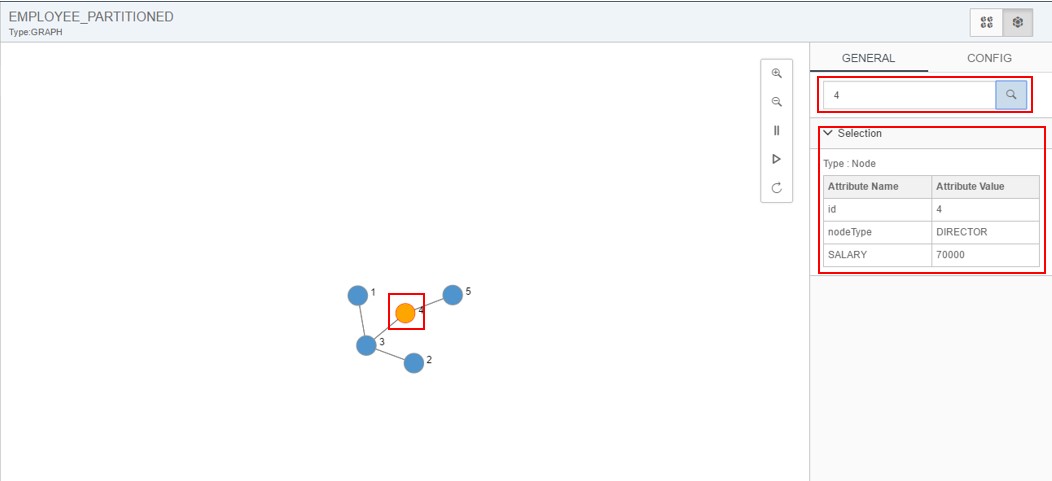 EMPLOYEE_PARTITIONED
Type:GRAPH
GENERAL CONFIG
4
Selection
Type : Node
Attribute Name Attribute Value
id 4
nodeType DIRECTOR
SALARY 70000
1
5
4
3
2